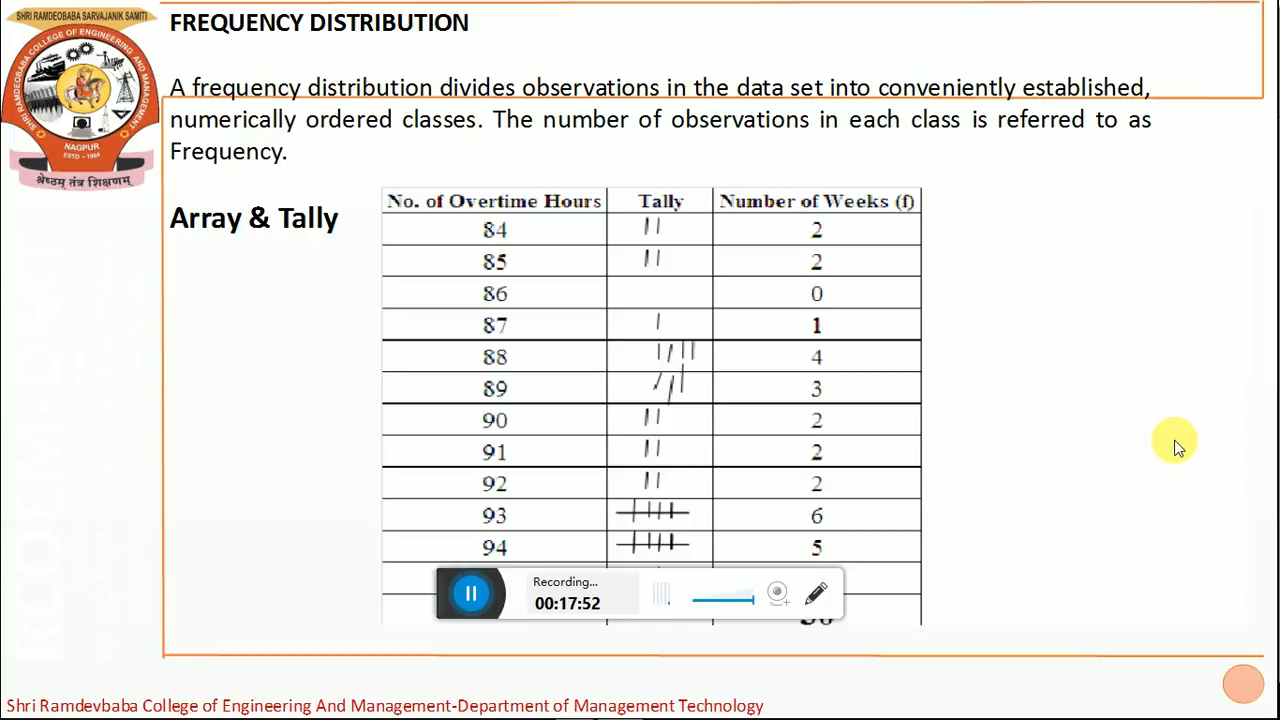 SHRI RAMDEOBABA SARVAJANIK SAMITI
SHRI RAMDEOBABA COLLEGE OF ENGINEERING AND MANAGEMENT
NAGPUR
ESTD - 1984
श्रेष्ठम् तंत्र शिक्षणम्
FREQUENCY DISTRIBUTION
A frequency distribution divides observations in the data set into conveniently established,
numerically ordered classes. The number of observations in each class is referred to as
Frequency.
Array & Tally
No. of Overtime Hours Tally Number of Weeks (f)
84 2
85 2
86 0
87 1
88 4
89 3
90 2
91 2
92 2
93 6
94 5
Recording...
00:17:52
Shri Ramdevbaba College of Engineering And Management-Department of Management Technology